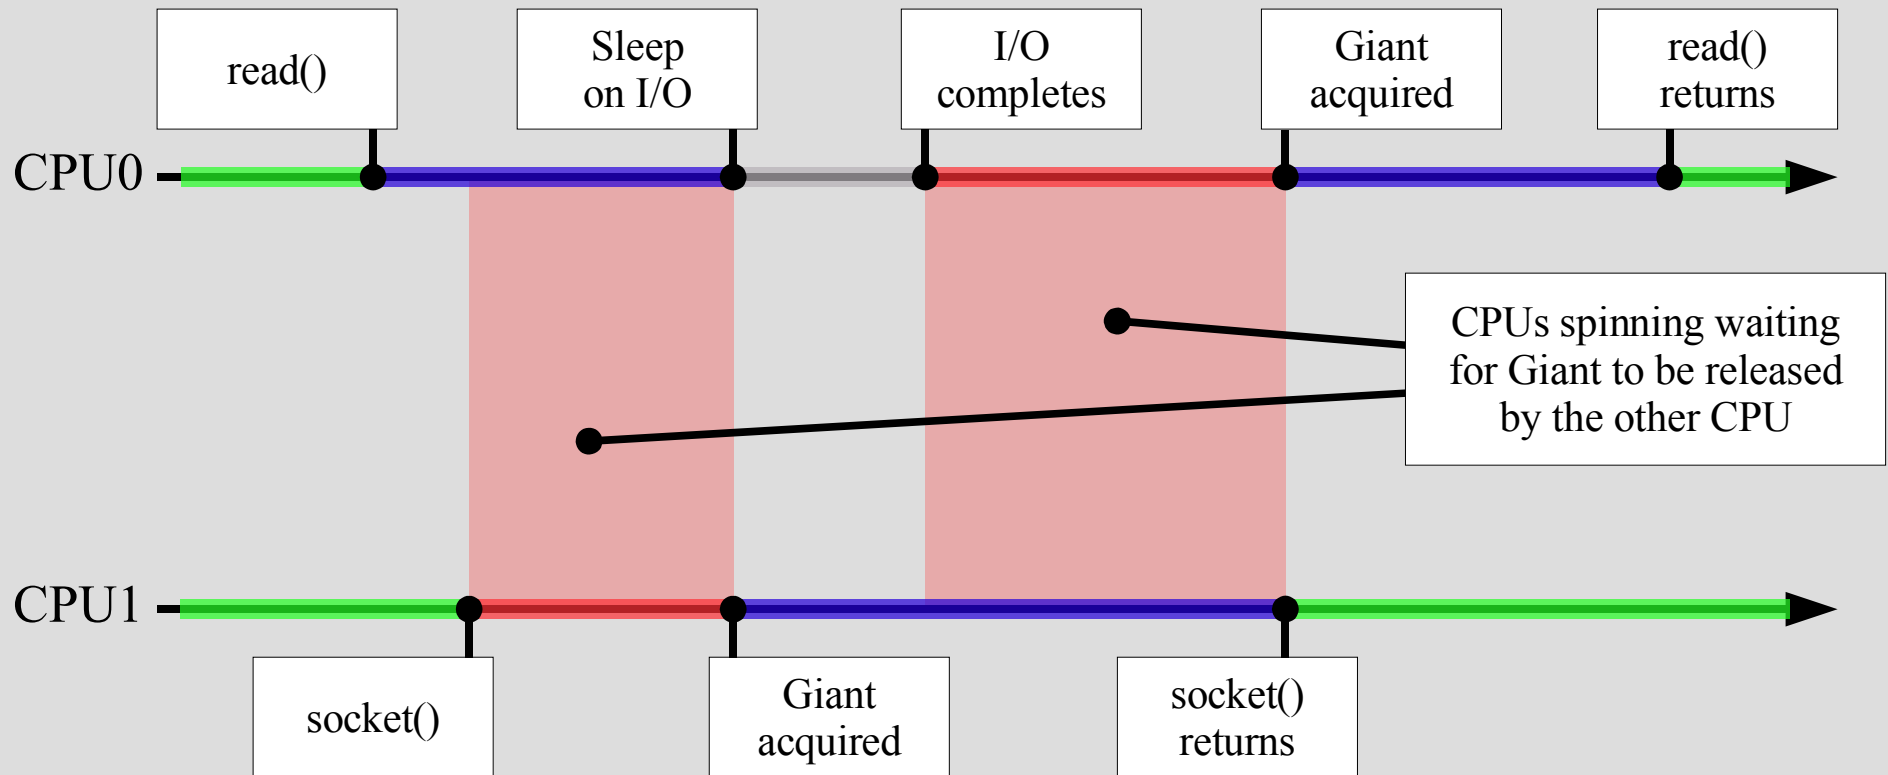 read()
Sleep
on I/O
I/O
completes
Giant
acquired
read()
returns
CPU0
CPUs spinning waiting
for Giant to be released
by the other CPU
CPU1
socket()
Giant
acquired
socket()
returns